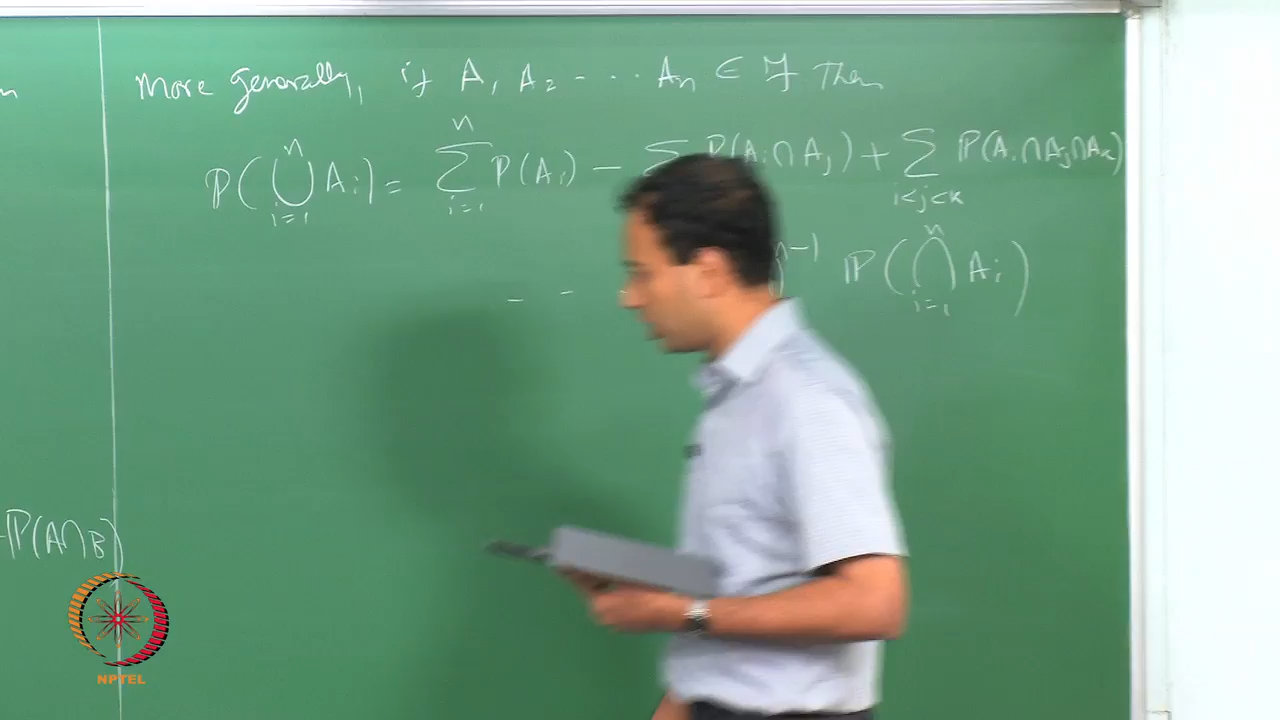 More generally, if A₁ A₂ - - ... Aₙ ∈ ℱ Then
ℙ(⋃ᵢ₌₁ⁿ Aᵢ) = ∑ᵢ₌₁ⁿ ℙ(Aᵢ) − ∑ ℙ(Aᵢ∩Aⱼ) + ∑_{i<j<k} ℙ(Aᵢ∩Aⱼ∩Aₖ)
- - )ⁿ⁻¹ ℙ(⋂ᵢ₌₁ⁿ Aᵢ)
-ℙ(A∩B)
NPTEL